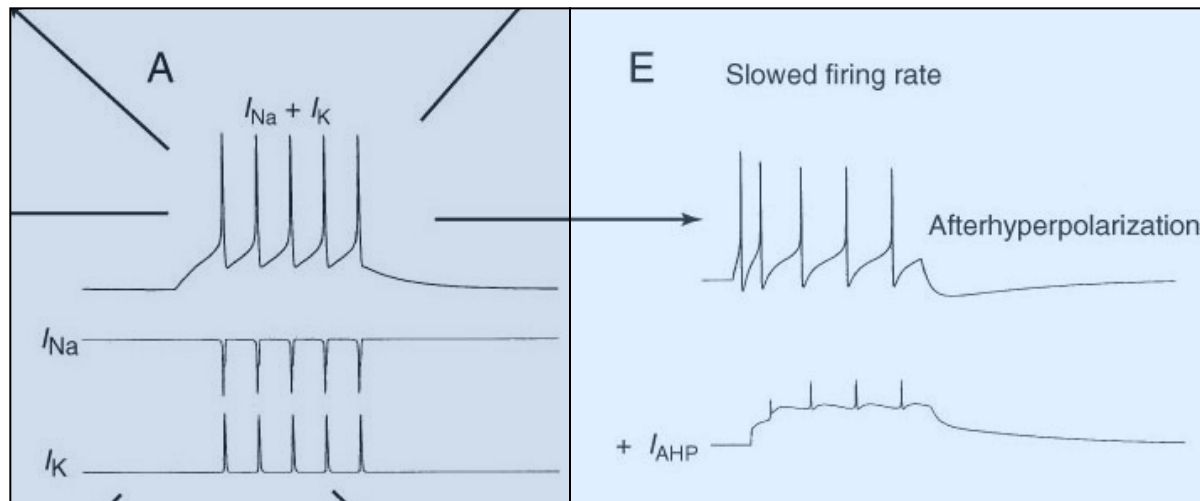 A
I_Na + I_K
I_Na
I_K
E
Slowed firing rate
Afterhyperpolarization
+ I_AHP